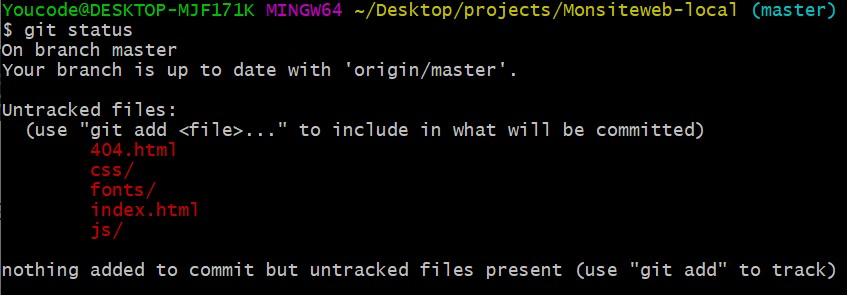 Youcode@DESKTOP-MJF171K MINGW64 ~/Desktop/projects/Monsiteweb-local (master)
$ git status
On branch master
Your branch is up to date with 'origin/master'.

Untracked files:
  (use "git add <file>..." to include in what will be committed)
        404.html
        css/
        fonts/
        index.html
        js/

nothing added to commit but untracked files present (use "git add" to track)